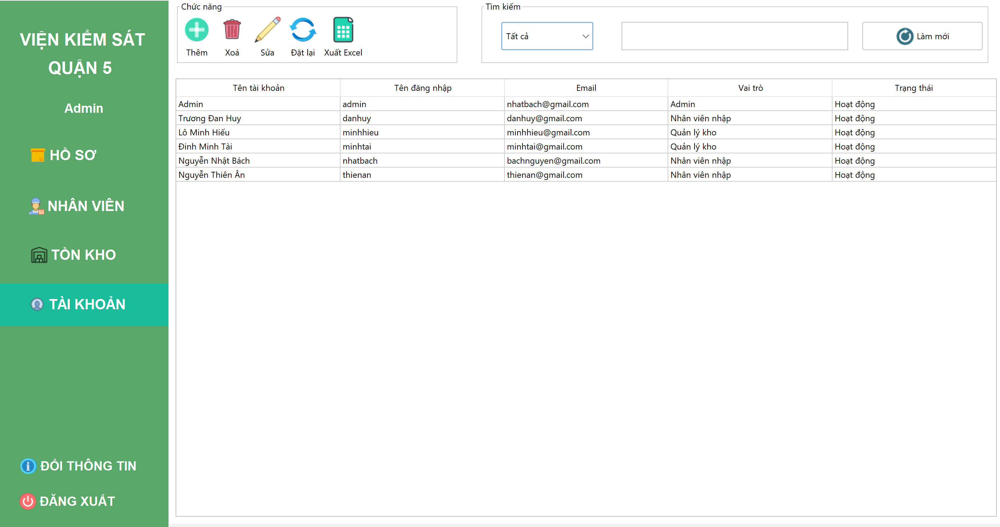 VIỆN KIỂM SÁT
QUẬN 5
Admin
HỒ SƠ
NHÂN VIÊN
TỒN KHO
TÀI KHOẢN
ĐỔI THÔNG TIN
ĐĂNG XUẤT
Chức năng
Thêm Xoá Sửa Đặt lại Xuất Excel
Tìm kiếm
Tất cả Làm mới
Tên tài khoản Tên đăng nhập Email Vai trò Trạng thái
Admin admin nhatbach@gmail.com Admin Hoạt động
Trương Đan Huy danhuy danhuy@gmail.com Nhân viên nhập Hoạt động
Lô Minh Hiếu minhhieu minhhieu@gmail.com Quản lý kho Hoạt động
Đinh Minh Tài minhtai minhtai@gmail.com Quản lý kho Hoạt động
Nguyễn Nhật Bách nhatbach bachnguyen@gmail.com Nhân viên nhập Hoạt động
Nguyễn Thiên Ân thienan thienan@gmail.com Nhân viên nhập Hoạt động